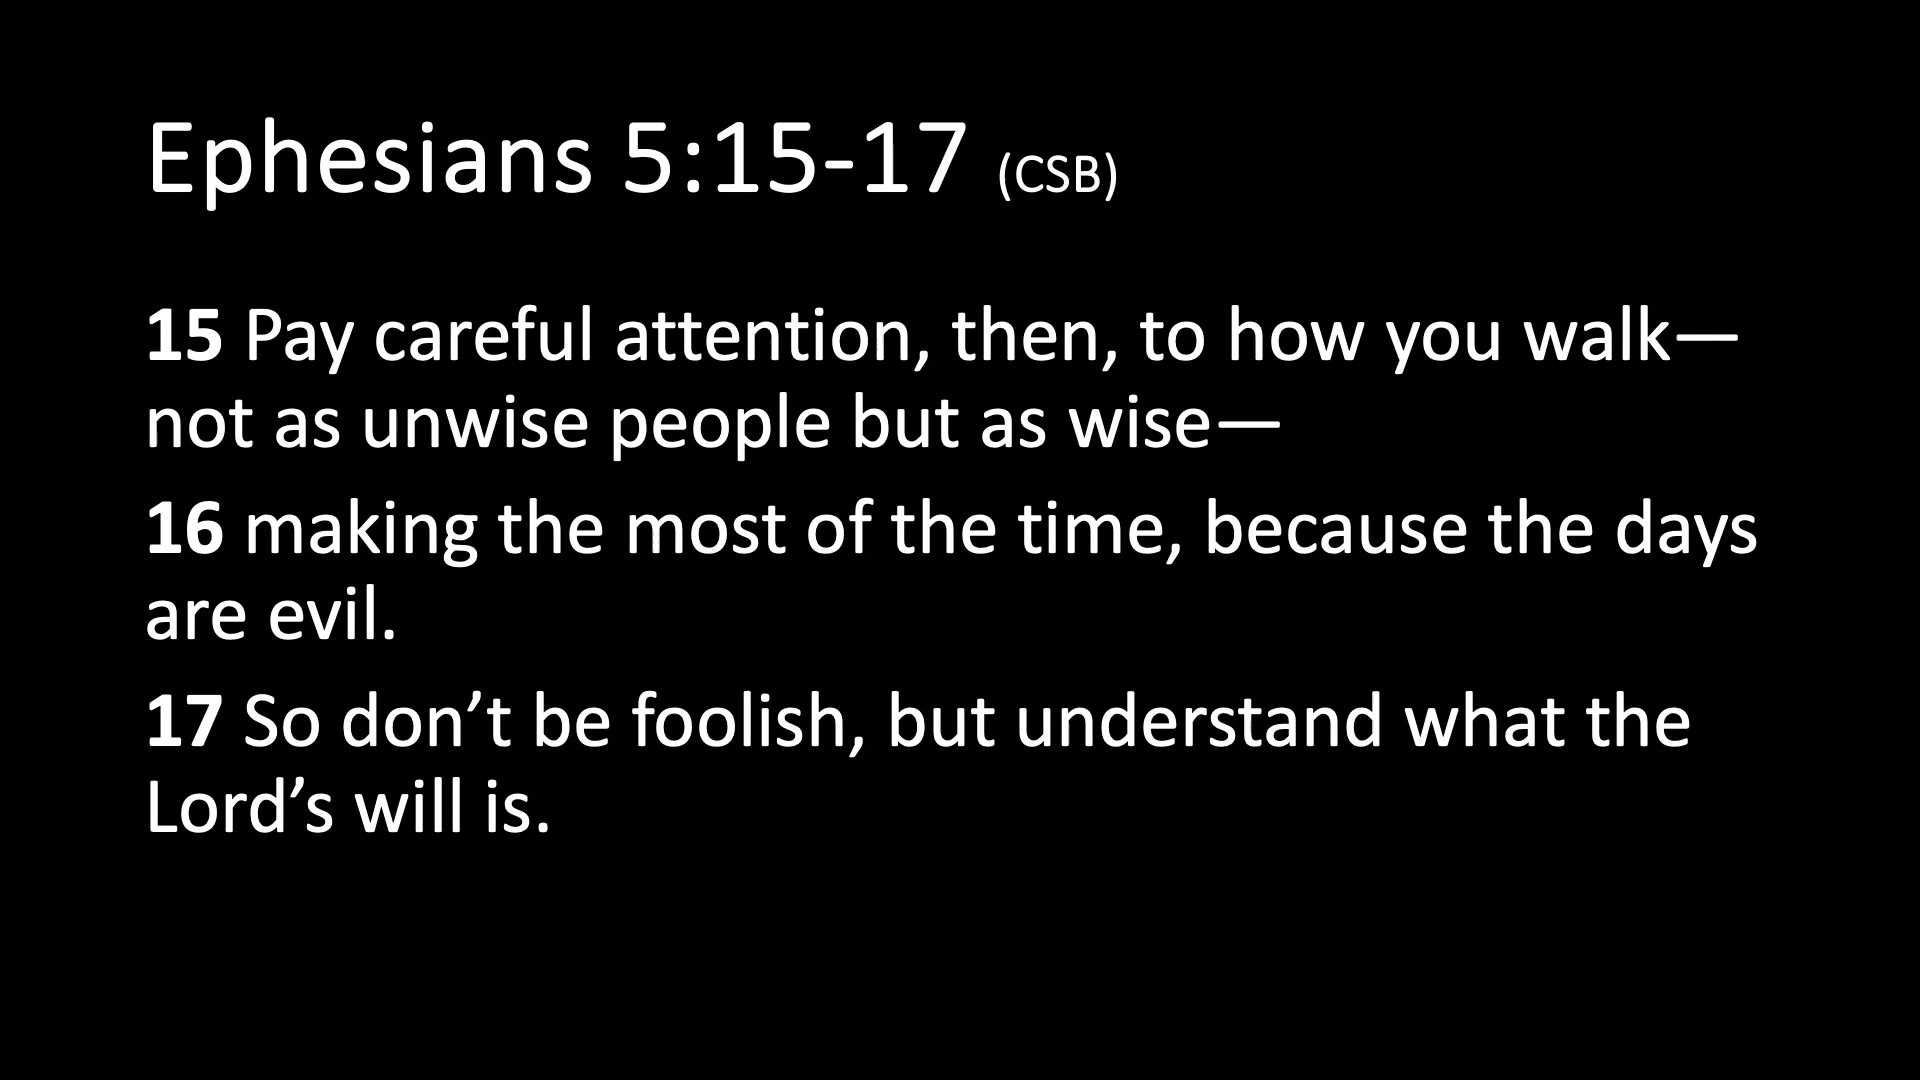 Ephesians 5:15-17 (CSB)
15 Pay careful attention, then, to how you walk—
not as unwise people but as wise—
16 making the most of the time, because the days
are evil.
17 So don’t be foolish, but understand what the
Lord’s will is.